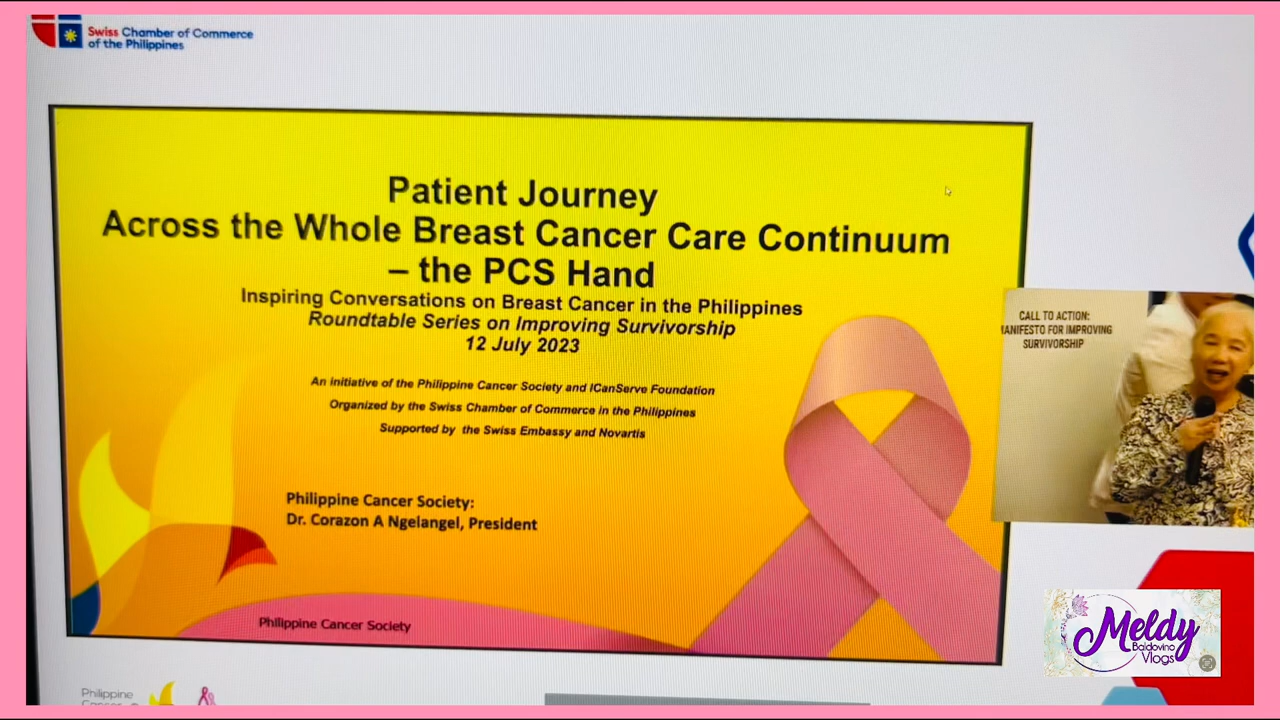 Swiss Chamber of Commerce
of the Philippines
Patient Journey
Across the Whole Breast Cancer Care Continuum
– the PCS Hand
Inspiring Conversations on Breast Cancer in the Philippines
Roundtable Series on Improving Survivorship
12 July 2023
An initiative of the Philippine Cancer Society and ICanServe Foundation
Organized by the Swiss Chamber of Commerce in the Philippines
Supported by the Swiss Embassy and Novartis
Philippine Cancer Society:
Dr. Corazon A Ngelangel, President
Philippine Cancer Society
CALL TO ACTION:
ANIFESTO FOR IMPROVING
SURVIVORSHIP
Meldy
Baldovino
Vlogs
Philippine